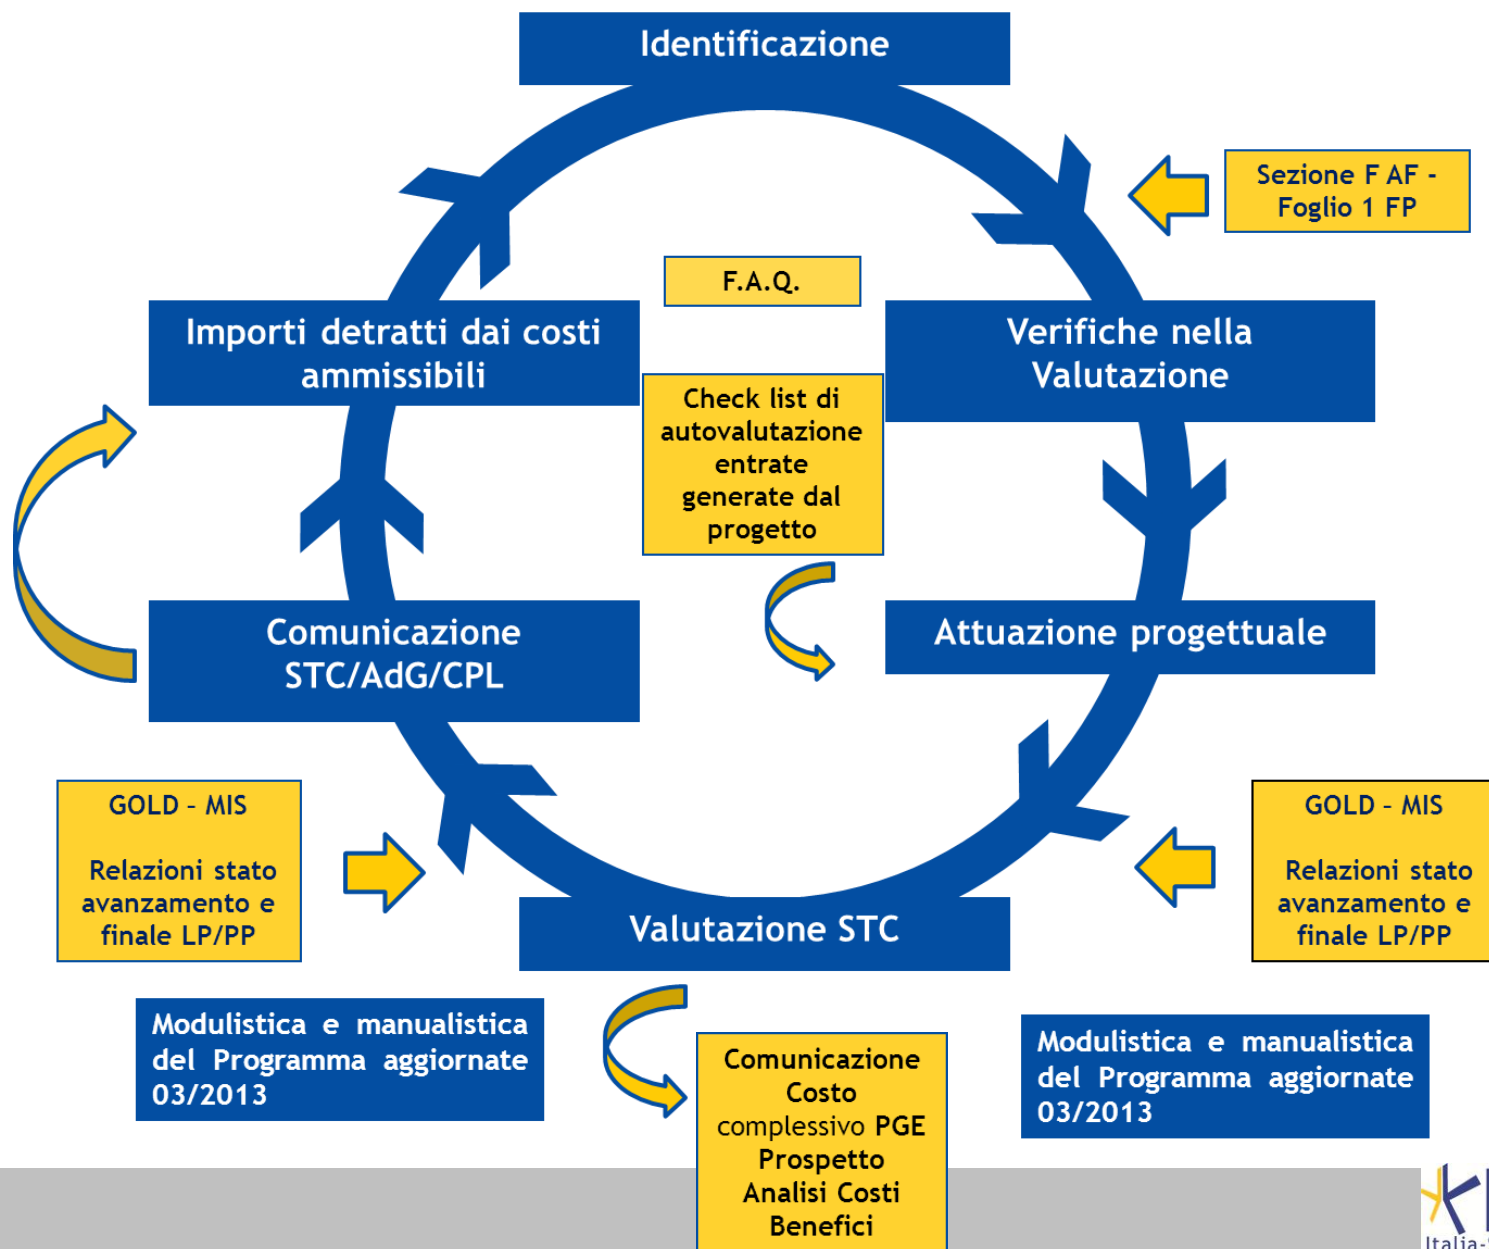 Identificazione
Sezione F AF -
Foglio 1 FP
F.A.Q.
Importi detratti dai costi
ammissibili
Verifiche nella
Valutazione
Check list di
autovalutazione
entrate
generate dal
progetto
Comunicazione
STC/AdG/CPL
Attuazione progettuale
GOLD – MIS
Relazioni stato
avanzamento e
finale LP/PP
GOLD – MIS
Relazioni stato
avanzamento e
finale LP/PP
Valutazione STC
Modulistica e manualistica
del Programma aggiornate
03/2013
Comunicazione
Costo
complessivo PGE
Prospetto
Analisi Costi
Benefici
Modulistica e manualistica
del Programma aggiornate
03/2013
Italia-